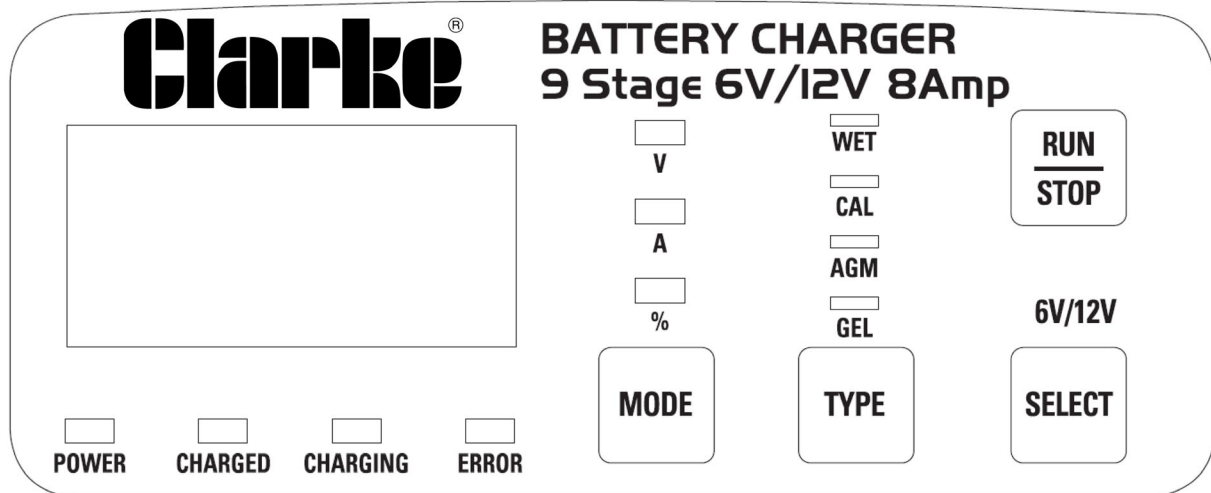 Clarke®
BATTERY CHARGER
9 Stage 6V/12V 8Amp
V
A
%
MODE
WET
CAL
AGM
GEL
TYPE
RUN
STOP
6V/12V
SELECT
POWER
CHARGED
CHARGING
ERROR